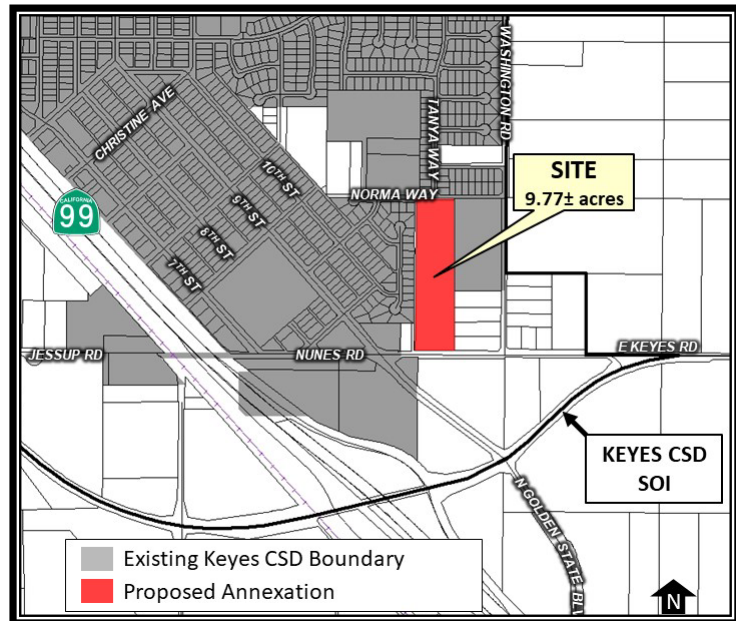 WASHINGTON RD
CHRISTINE AVE
TANYA WAY
SITE
9.77± acres
10TH ST
NORMA WAY
CALIFORNIA
99
9TH ST
8TH ST
7TH ST
JESSUP RD
NUNES RD
E KEYES RD
KEYES CSD
SOI
N GOLDEN STATE BLV
Existing Keyes CSD Boundary
Proposed Annexation
N